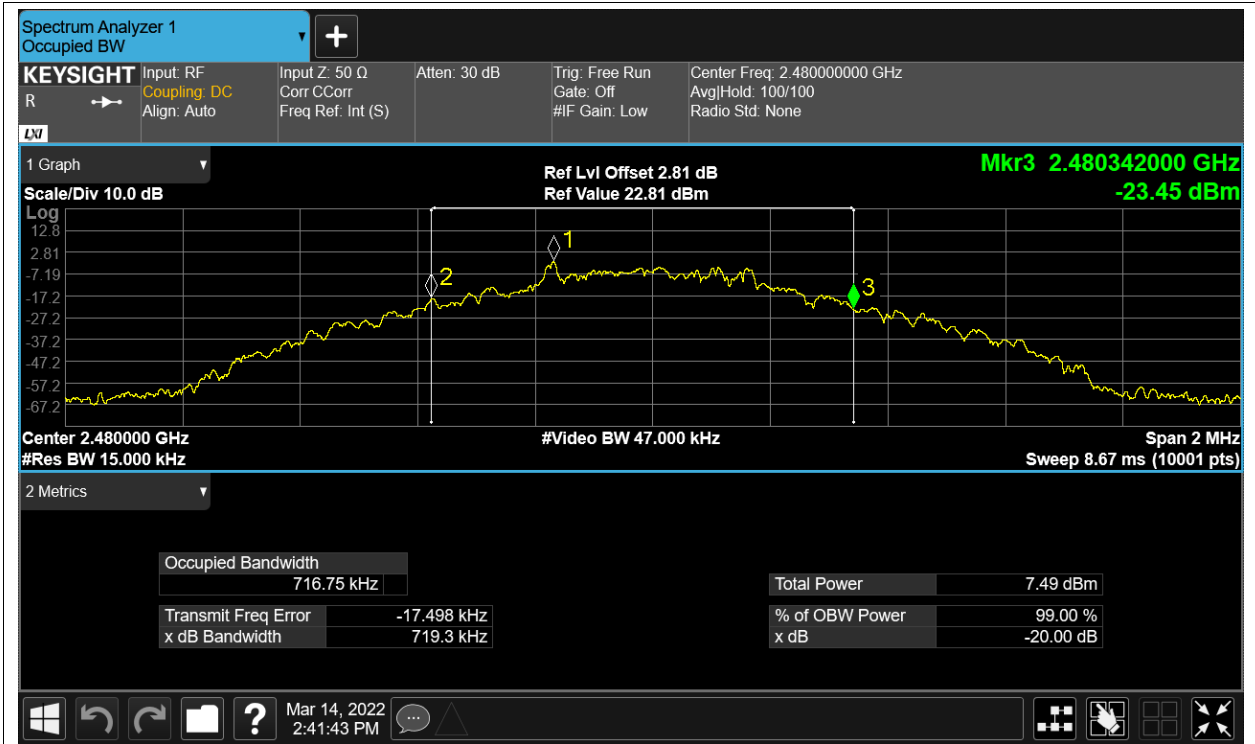 Spectrum Analyzer 1
Occupied BW
KEYSIGHT
R
LXI
Input: RF
Coupling: DC
Align: Auto
Input Z: 50 Ω
Corr CCorr
Freq Ref: Int (S)
Atten: 30 dB
Trig: Free Run
Gate: Off
#IF Gain: Low
Center Freq: 2.480000000 GHz
Avg|Hold: 100/100
Radio Std: None
1 Graph
Scale/Div 10.0 dB
Ref Lvl Offset 2.81 dB
Ref Value 22.81 dBm
Mkr3 2.480342000 GHz
-23.45 dBm
Log
12.8
2.81
-7.19
-17.2
-27.2
-37.2
-47.2
-57.2
-67.2
1
2
3
Center 2.480000 GHz
#Res BW 15.000 kHz
#Video BW 47.000 kHz
Span 2 MHz
Sweep 8.67 ms (10001 pts)
2 Metrics
Occupied Bandwidth
716.75 kHz
Transmit Freq Error -17.498 kHz
x dB Bandwidth 719.3 kHz
Total Power 7.49 dBm
% of OBW Power 99.00 %
x dB -20.00 dB
?
Mar 14, 2022
2:41:43 PM